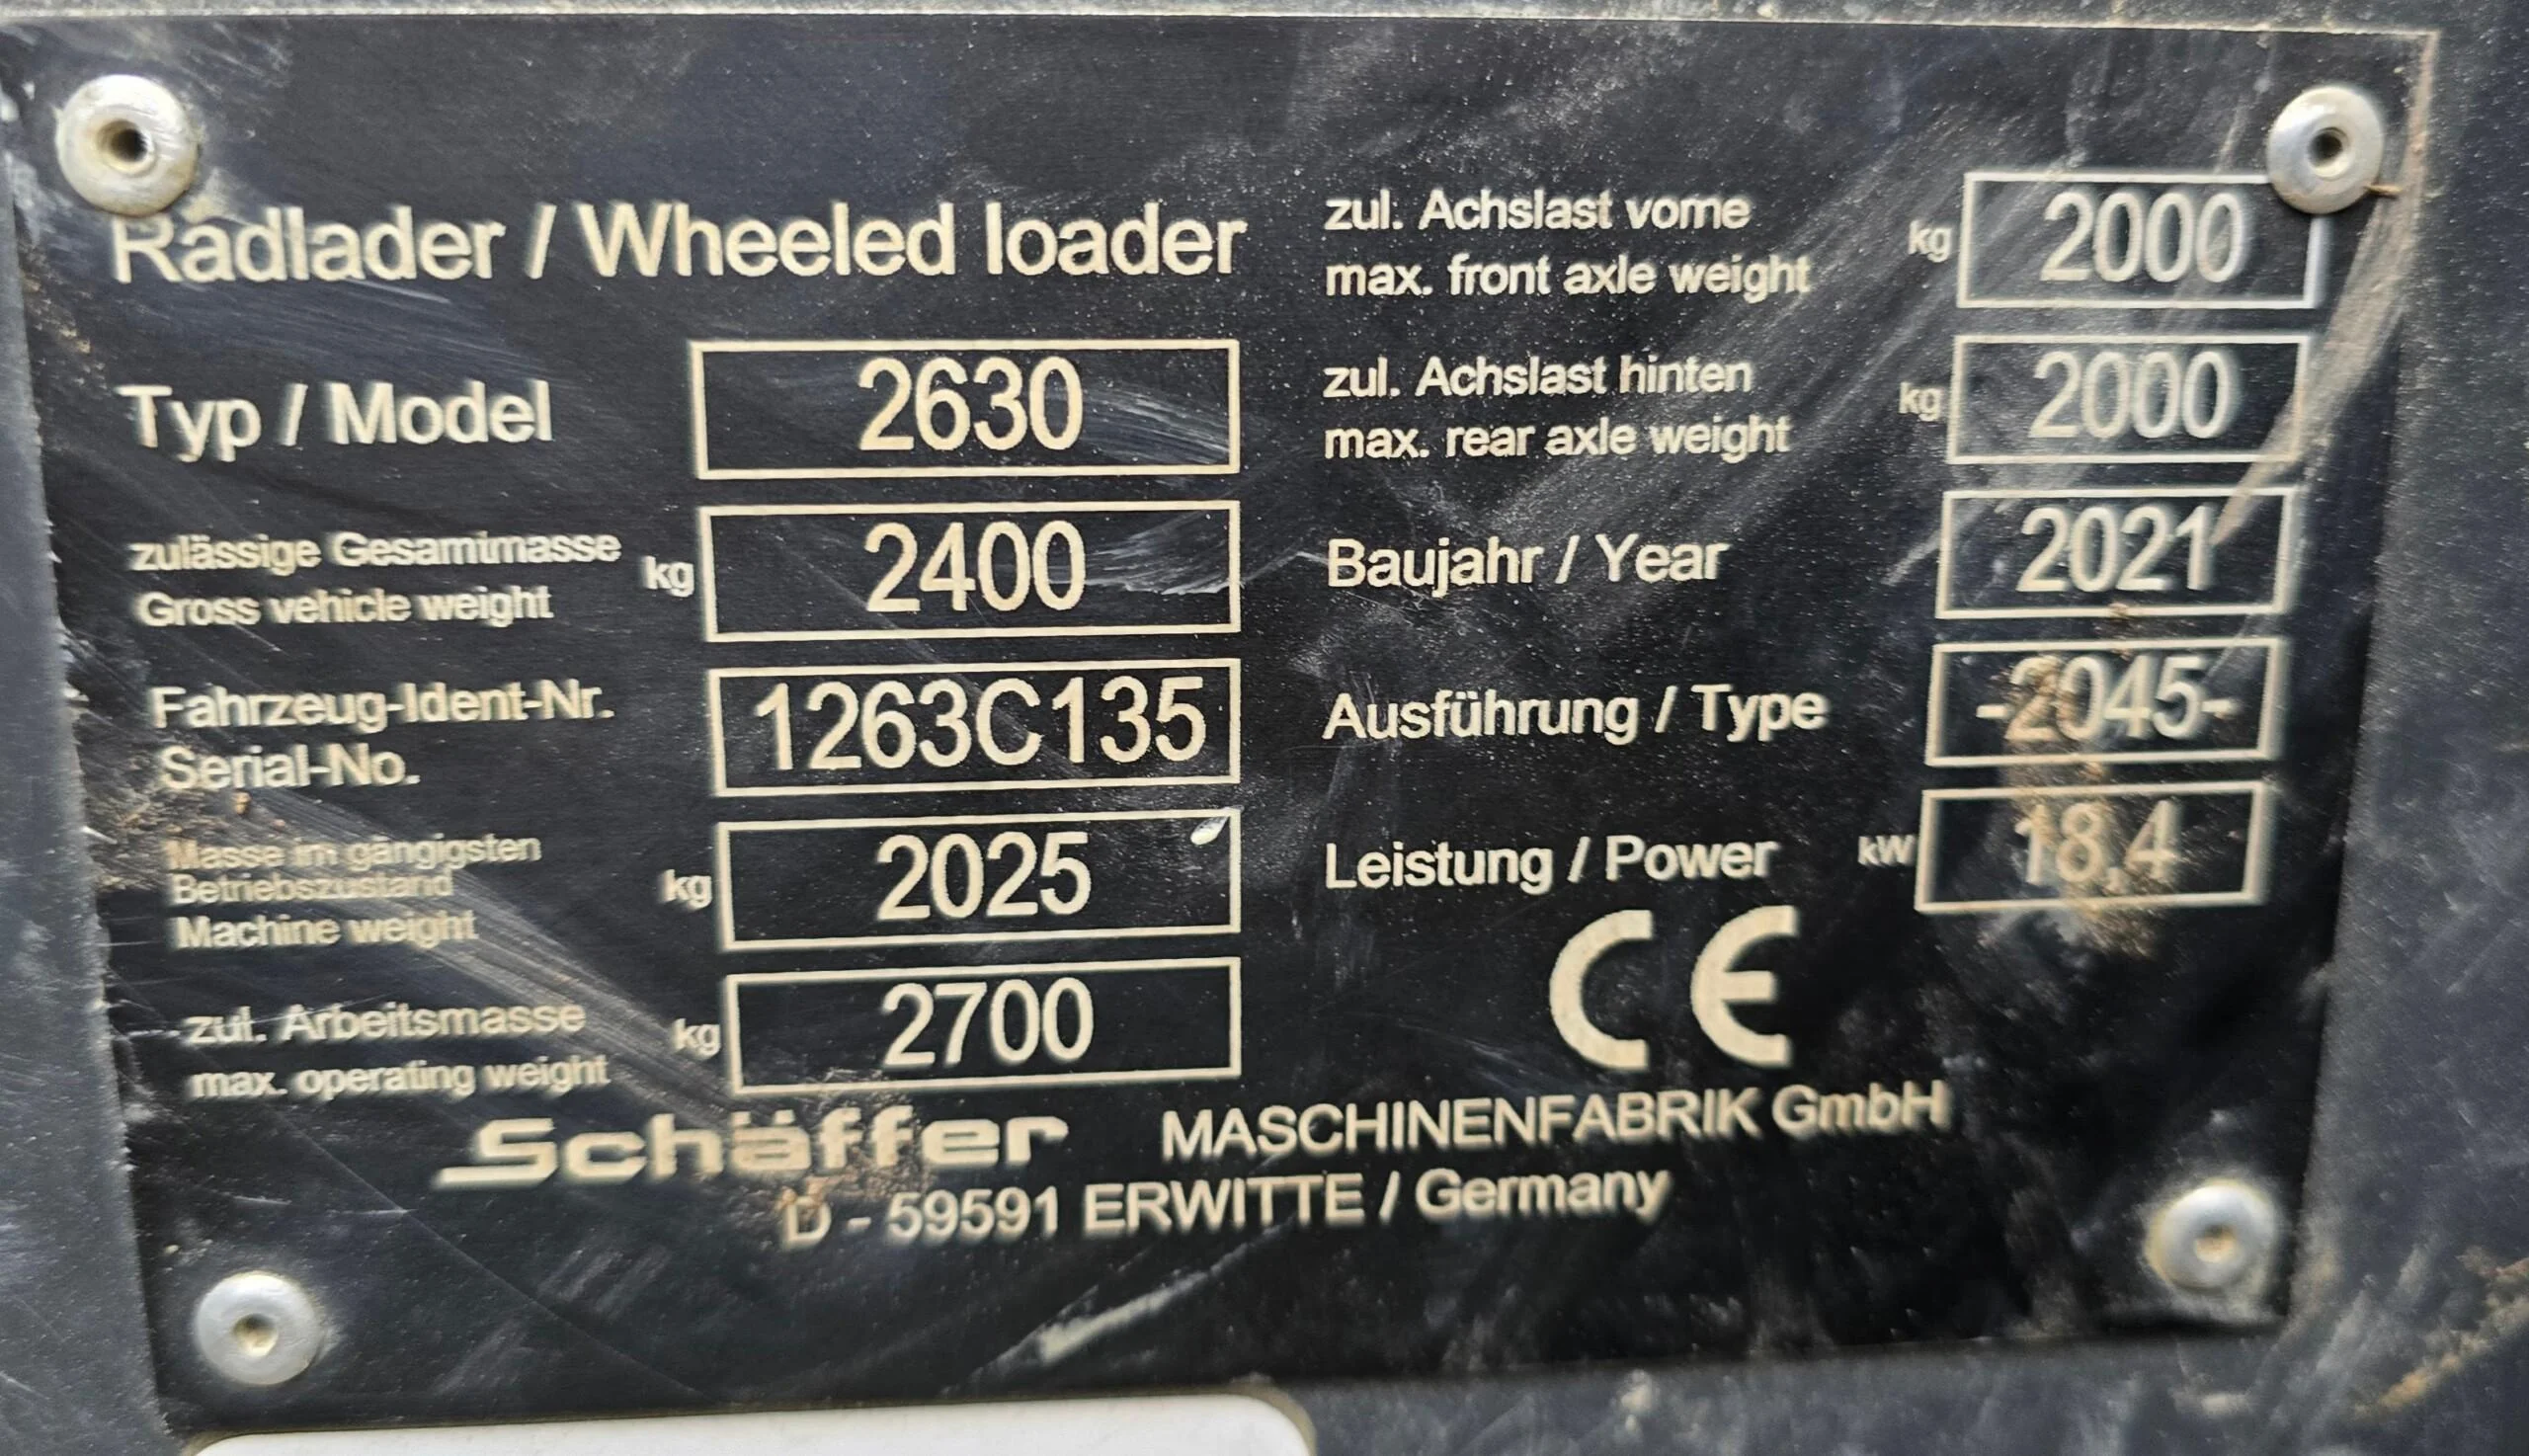 Radlader / Wheeled loader
Typ / Model 2630
zulässige Gesamtmasse
Gross vehicle weight kg 2400
Fahrzeug-Ident-Nr.
Serial-No. 1263C135
Masse im gängigsten
Betriebszustand
Machine weight kg 2025
zul. Arbeitsmasse
max. operating weight kg 2700
zul. Achslast vorne
max. front axle weight kg 2000
zul. Achslast hinten
max. rear axle weight kg 2000
Baujahr / Year 2021
Ausführung / Type -2045-
Leistung / Power kW 18,4
CE
Schäffer MASCHINENFABRIK GmbH
D - 59591 ERWITTE / Germany